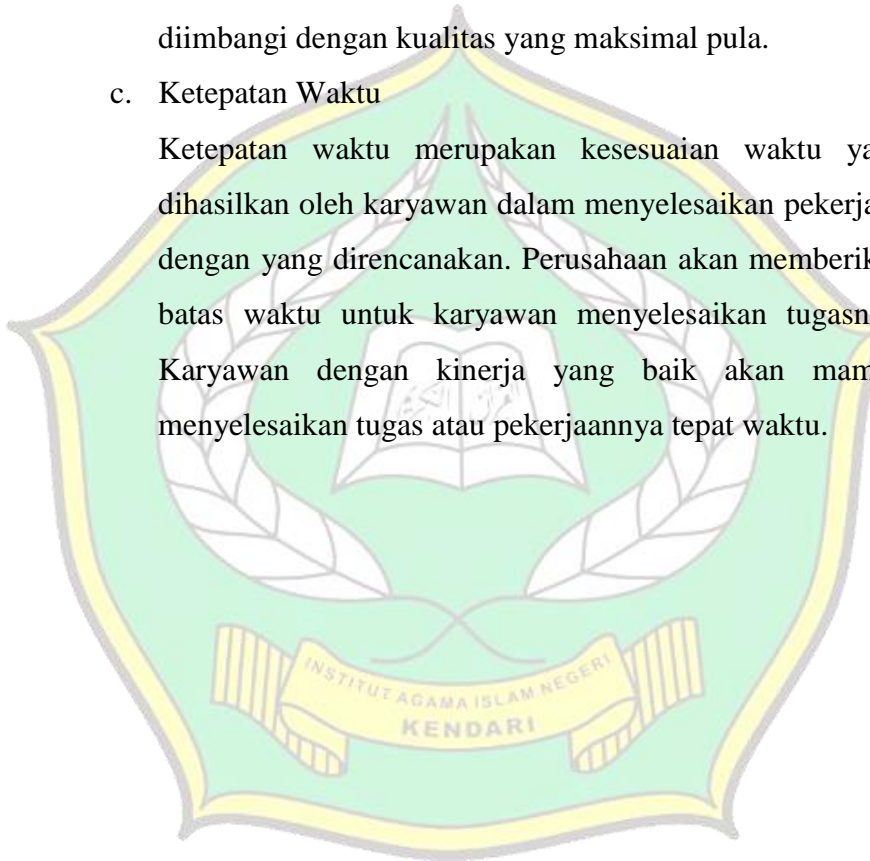 diimbangi dengan kualitas yang maksimal pula.
c. Ketepatan Waktu
Ketepatan waktu merupakan kesesuaian waktu ya
dihasilkan oleh karyawan dalam menyelesaikan pekerja
dengan yang direncanakan. Perusahaan akan memberik
batas waktu untuk karyawan menyelesaikan tugasn
Karyawan dengan kinerja yang baik akan mam
menyelesaikan tugas atau pekerjaannya tepat waktu.
INSTITUT AGAMA ISLAM NEGERI
KENDARI